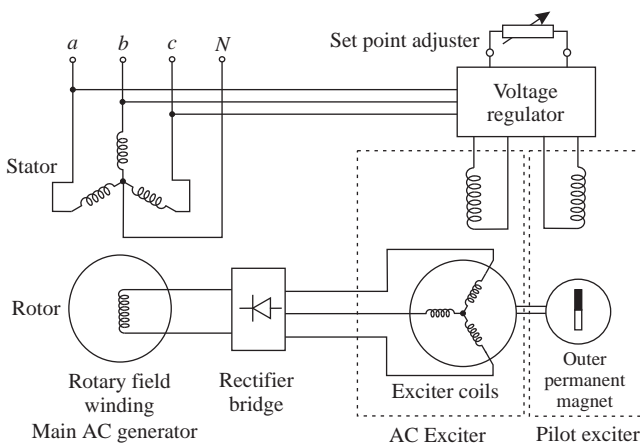 a b c N
Set point adjuster
Voltage
regulator
Stator
Rotor
Rotary field
winding
Main AC generator
Rectifier
bridge
Exciter coils
AC Exciter
Outer
permanent
magnet
Pilot exciter